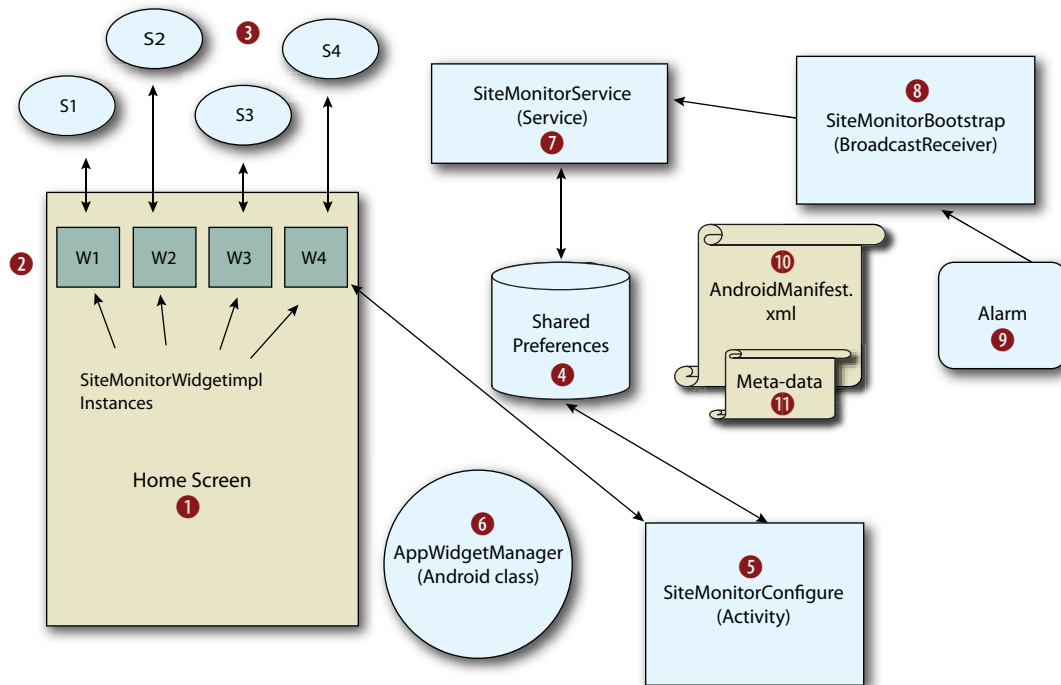 S1
S2
3
S3
S4
2
W1
W2
W3
W4
SiteMonitorWidgetimpl
Instances
Home Screen
1
SiteMonitorService
(Service)
7
8
SiteMonitorBootstrap
(BroadcastReceiver)
Shared
Preferences
4
10
AndroidManifest.
xml
Meta-data
11
Alarm
9
6
AppWidgetManager
(Android class)
5
SiteMonitorConfigure
(Activity)